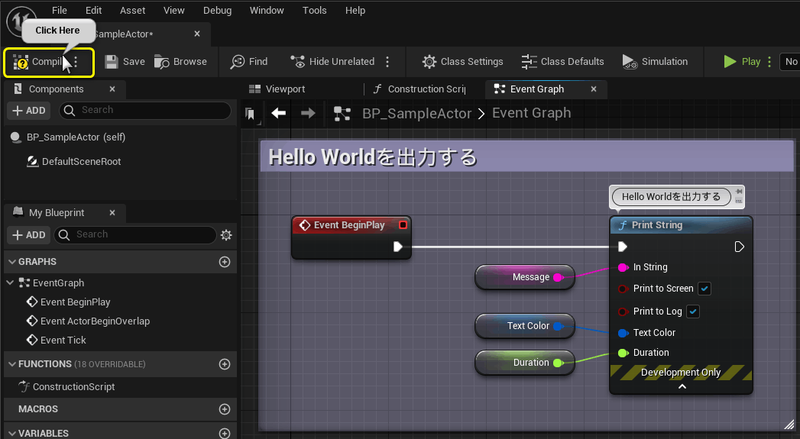 File Edit Asset View Debug Window Tools Help
Click Here
SampleActor*
Compile Save Browse Find Hide Unrelated Class Settings Class Defaults Simulation Play No
Components
Viewport Construction Scrip Event Graph
+ ADD Search
BP_SampleActor > Event Graph
BP_SampleActor (self)
DefaultSceneRoot
Hello Worldを出力する
Hello Worldを出力する
My Blueprint
+ ADD Search
Event BeginPlay
Print String
GRAPHS
EventGraph
Event BeginPlay
Event ActorBeginOverlap
Event Tick
Message
In String
Print to Screen
Print to Log
Text Color
Text Color
Duration
Duration
Development Only
FUNCTIONS (18 OVERRIDABLE)
ConstructionScript
MACROS
VARIABLES